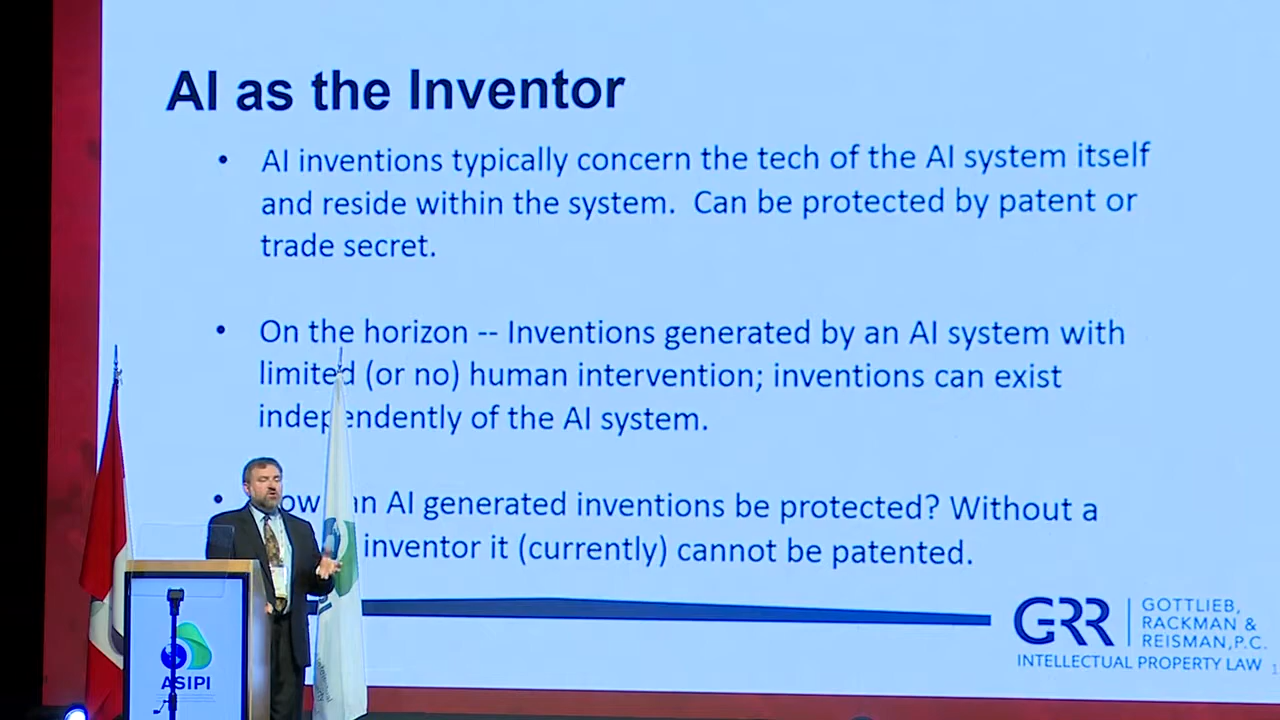 AI as the Inventor
• AI inventions typically concern the tech of the AI system itself
and reside within the system.  Can be protected by patent or
trade secret.
• On the horizon -- Inventions generated by an AI system with
limited (or no) human intervention; inventions can exist
independently of the AI system.
• an AI generated inventions be protected? Without a
inventor it (currently) cannot be patented.
GRR
GOTTLIEB,
RACKMAN &
REISMAN,P.C.
INTELLECTUAL PROPERTY LAW
ASIPI